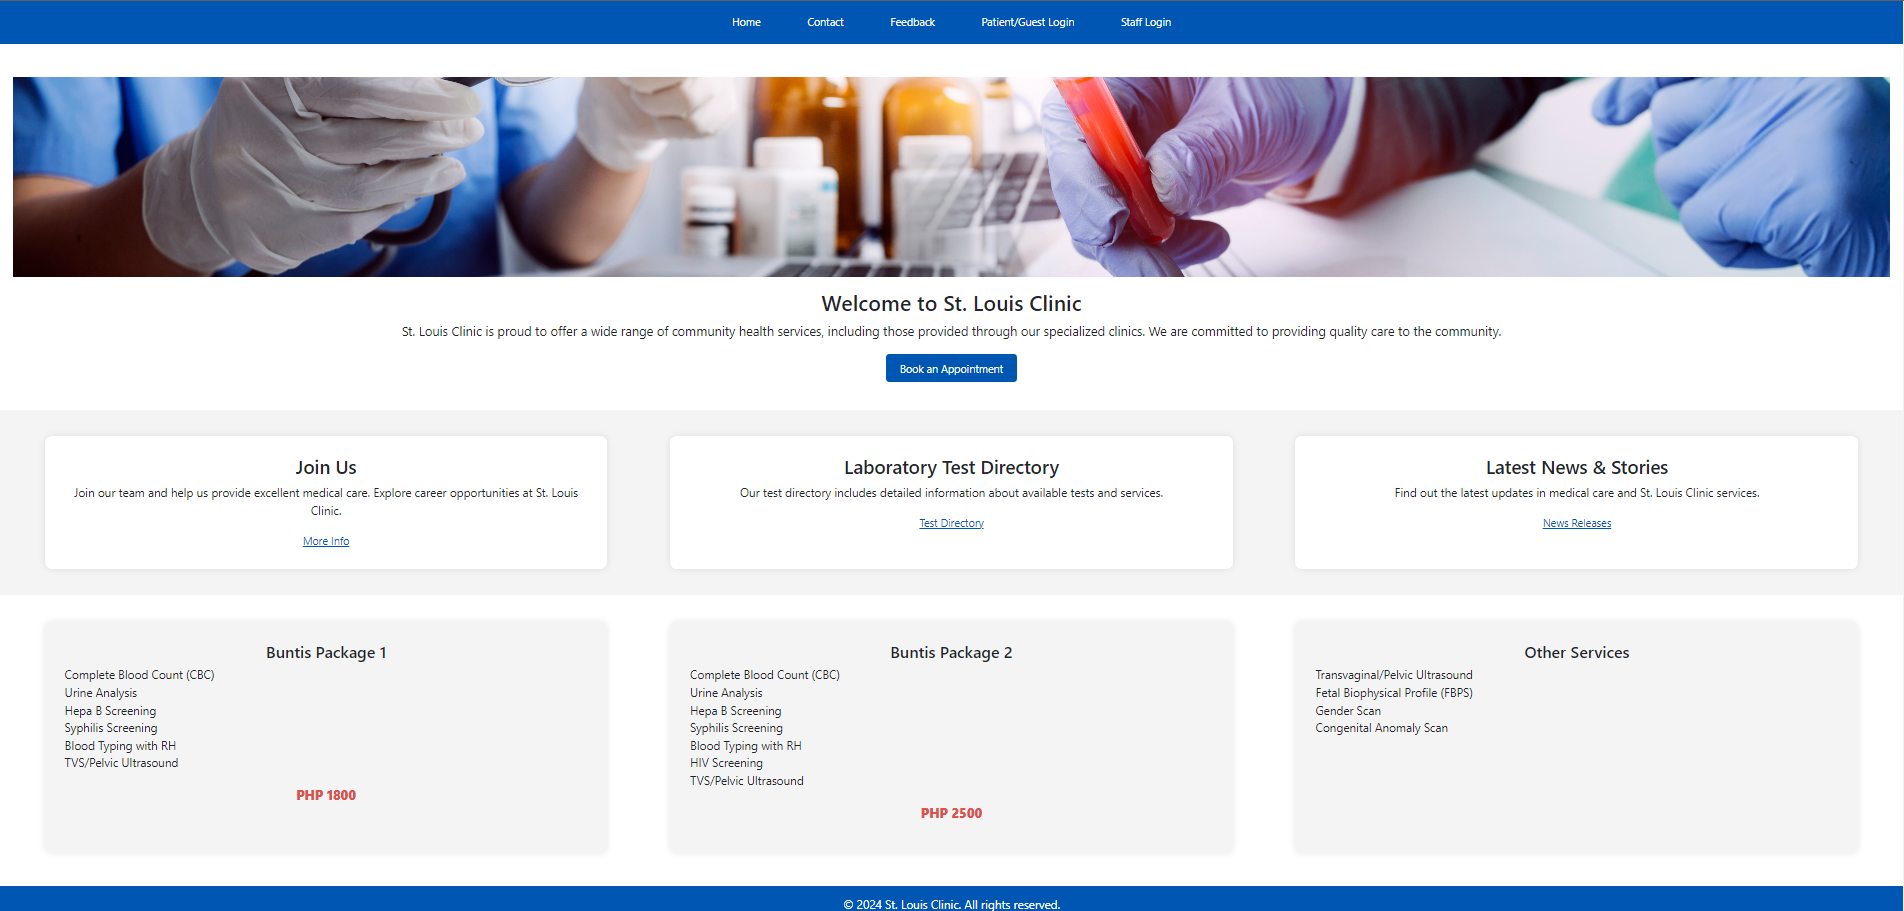 Home Contact Feedback Patient/Guest Login Staff Login
Welcome to St. Louis Clinic
St. Louis Clinic is proud to offer a wide range of community health services, including those provided through our specialized clinics. We are committed to providing quality care to the community.
Book an Appointment
Join Us
Join our team and help us provide excellent medical care. Explore career opportunities at St. Louis
Clinic.
More Info
Laboratory Test Directory
Our test directory includes detailed information about available tests and services.
Test Directory
Latest News & Stories
Find out the latest updates in medical care and St. Louis Clinic services.
News Releases
Buntis Package 1
Complete Blood Count (CBC)
Urine Analysis
Hepa B Screening
Syphilis Screening
Blood Typing with RH
TVS/Pelvic Ultrasound
PHP 1800
Buntis Package 2
Complete Blood Count (CBC)
Urine Analysis
Hepa B Screening
Syphilis Screening
Blood Typing with RH
HIV Screening
TVS/Pelvic Ultrasound
PHP 2500
Other Services
Transvaginal/Pelvic Ultrasound
Fetal Biophysical Profile (FBPS)
Gender Scan
Congenital Anomaly Scan
© 2024 St. Louis Clinic. All rights reserved.